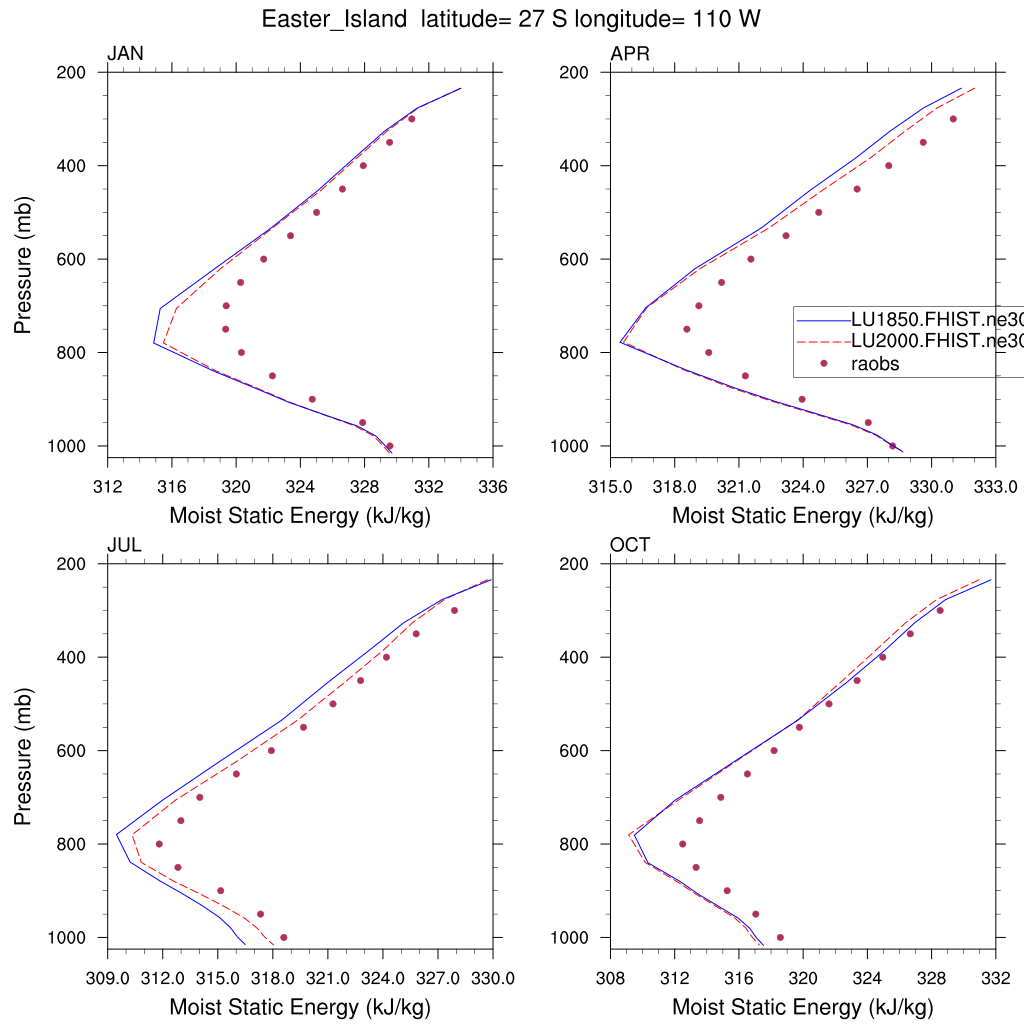 Easter_Island  latitude= 27 S longitude= 110 W
JAN
200
400
600
800
1000
Pressure (mb)
312 316 320 324 328 332 336
Moist Static Energy (kJ/kg)
APR
200
400
600
800
1000
315.0 318.0 321.0 324.0 327.0 330.0 333.0
Moist Static Energy (kJ/kg)
LU1850.FHIST.ne30
LU2000.FHIST.ne30
raobs
JUL
200
400
600
800
1000
Pressure (mb)
309.0 312.0 315.0 318.0 321.0 324.0 327.0 330.0
Moist Static Energy (kJ/kg)
OCT
200
400
600
800
1000
308 312 316 320 324 328 332
Moist Static Energy (kJ/kg)